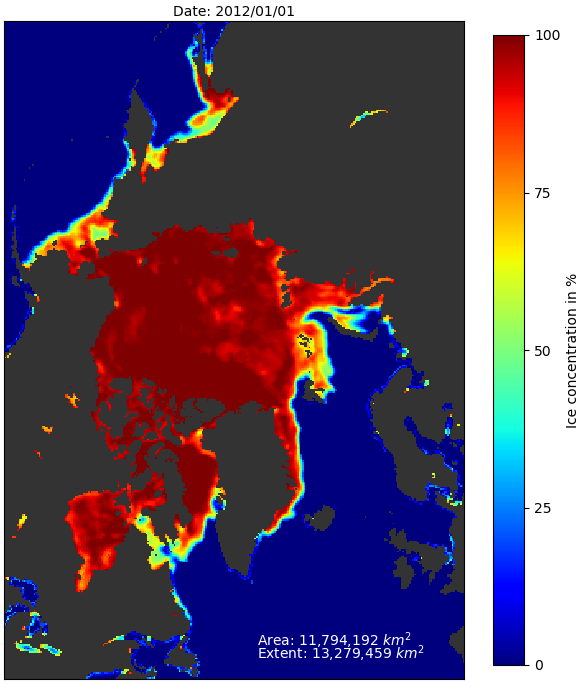 Date: 2012/01/01
100
75
50
25
0
Ice concentration in %
Area: 11,794,192 km²
Extent: 13,279,459 km²